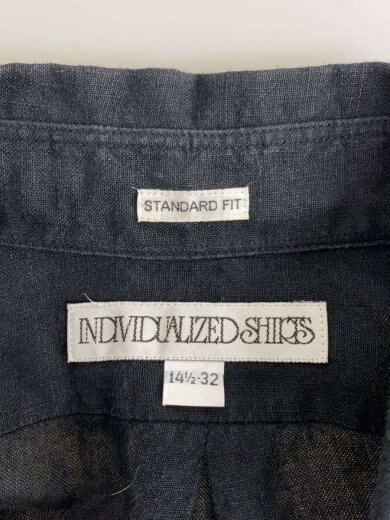 STANDARD FIT
INDIVIDUALIZED SHIRTS
14½-32